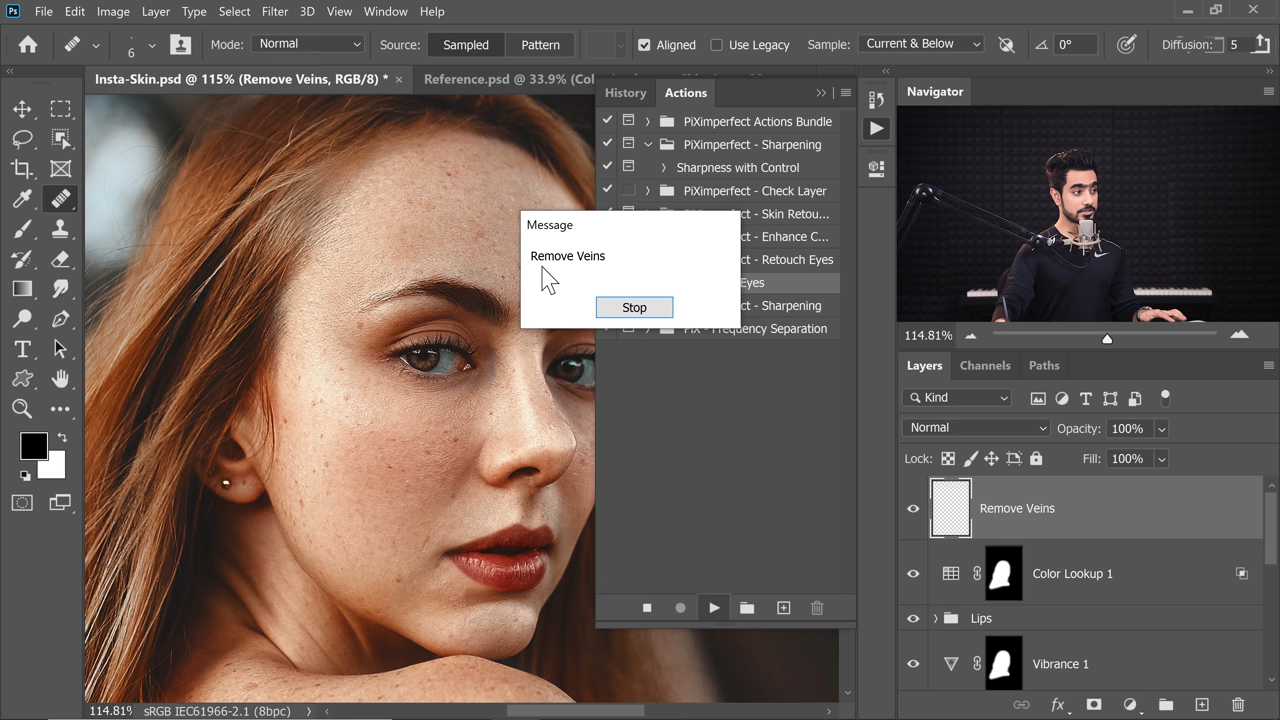 Ps File Edit Image Layer Type Select Filter 3D View Window Help
6 Mode: Normal Source: Sampled Pattern Aligned Use Legacy Sample: Current & Below 0° Diffusion: 5
Insta-Skin.psd @ 115% (Remove Veins, RGB/8) * × Reference.psd @ 33.9% (Col
History Actions
PiXimperfect Actions Bundle
PiXimperfect - Sharpening
Sharpness with Control
PiXimperfect - Check Layer
ct - Skin Retou...
ct - Enhance C...
ct - Retouch Eyes
Eyes
ct - Sharpening
PiX - Frequency Separation
Message
Remove Veins
Stop
Navigator
114.81%
Layers Channels Paths
Kind
Normal Opacity: 100%
Lock: Fill: 100%
Remove Veins
Color Lookup 1
Lips
Vibrance 1
fx
114.81% sRGB IEC61966-2.1 (8bpc)